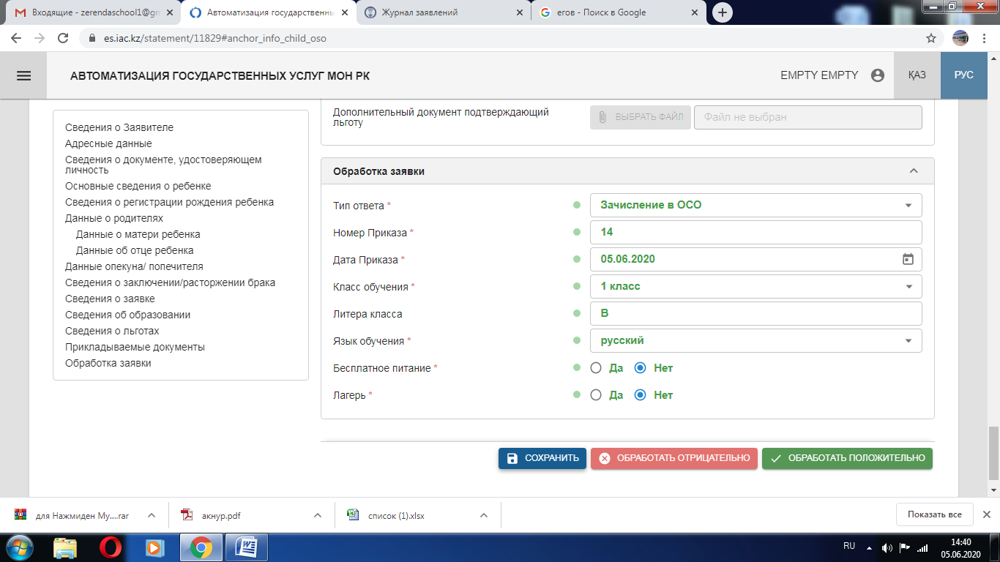 Входящие - zerendaschool1@gm
Автоматизация государственны
Журнал заявлений
егов - Поиск в Google
es.iac.kz/statement/11829#anchor_info_child_oso
АВТОМАТИЗАЦИЯ ГОСУДАРСТВЕННЫХ УСЛУГ МОН РК
EMPTY EMPTY
ҚАЗ
РУС
Сведения о Заявителе
Адресные данные
Сведения о документе, удостоверяющем
личность
Основные сведения о ребенке
Сведения о регистрации рождения ребенка
Данные о родителях
Данные о матери ребенка
Данные об отце ребенка
Данные опекуна/ попечителя
Сведения о заключении/расторжении брака
Сведения о заявке
Сведения об образовании
Сведения о льготах
Прикладываемые документы
Обработка заявки
Дополнительный документ подтверждающий
льготу
ВЫБРАТЬ ФАЙЛ
Файл не выбран
Обработка заявки
Тип ответа * Зачисление в ОСО
Номер Приказа * 14
Дата Приказа * 05.06.2020
Класс обучения * 1 класс
Литера класса В
Язык обучения * русский
Бесплатное питание * Да Нет
Лагерь * Да Нет
СОХРАНИТЬ
ОБРАБОТАТЬ ОТРИЦАТЕЛЬНО
ОБРАБОТАТЬ ПОЛОЖИТЕЛЬНО
для Нажмиден Му....rar
акнур.pdf
список (1).xlsx
Показать все
RU
14:40
05.06.2020